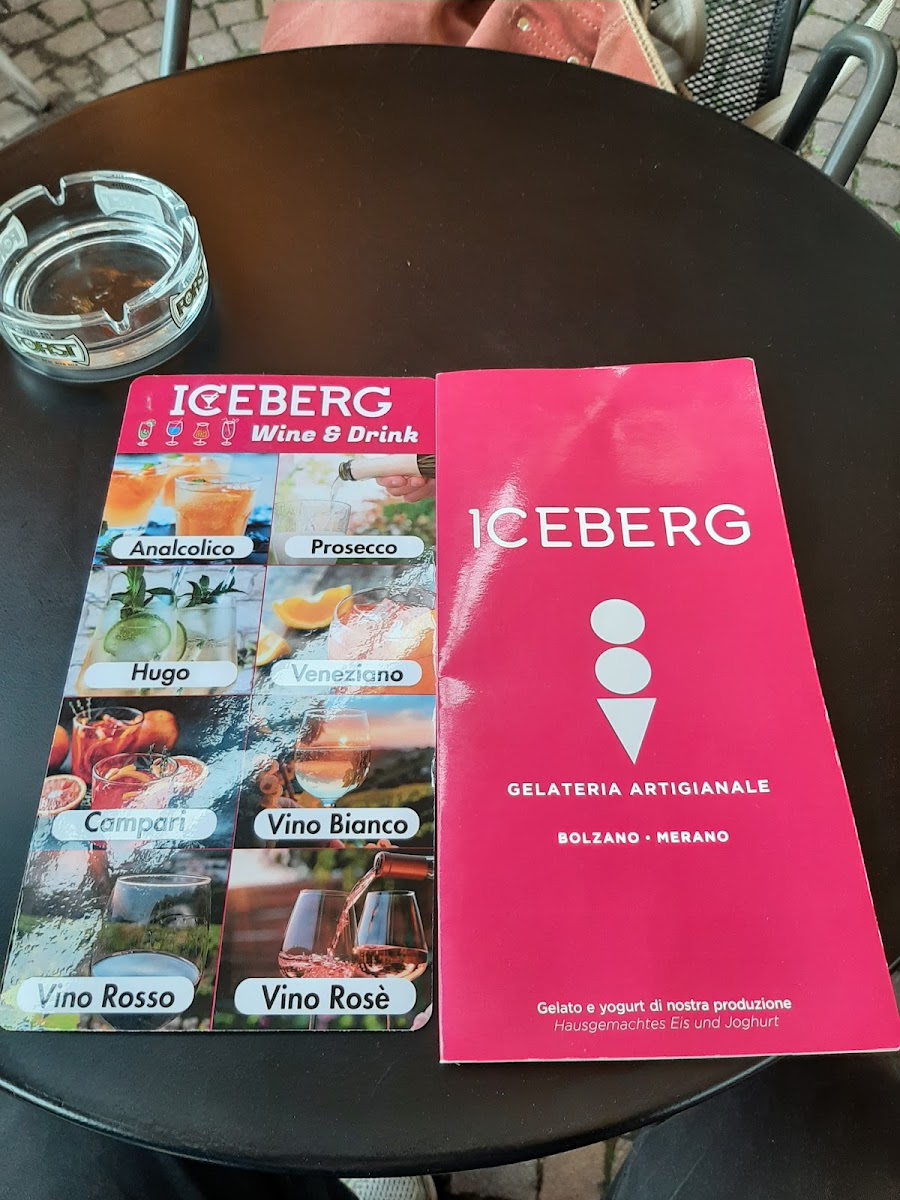 FORST
FORST
ICEBERG
Wine & Drink
Analcolico
Prosecco
Hugo
Veneziano
Campari
Vino Bianco
Vino Rosso
Vino Rosè
ICEBERG
GELATERIA ARTIGIANALE
BOLZANO • MERANO
Gelato e yogurt di nostra produzione
Hausgemachtes Eis und Joghurt